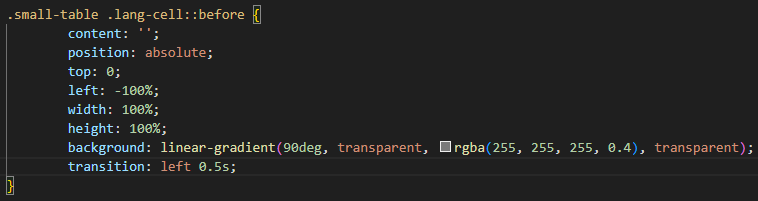 .small-table .lang-cell::before {
content: '';
position: absolute;
top: 0;
left: -100%;
width: 100%;
height: 100%;
background: linear-gradient(90deg, transparent, rgba(255, 255, 255, 0.4), transparent);
transition: left 0.5s;
}